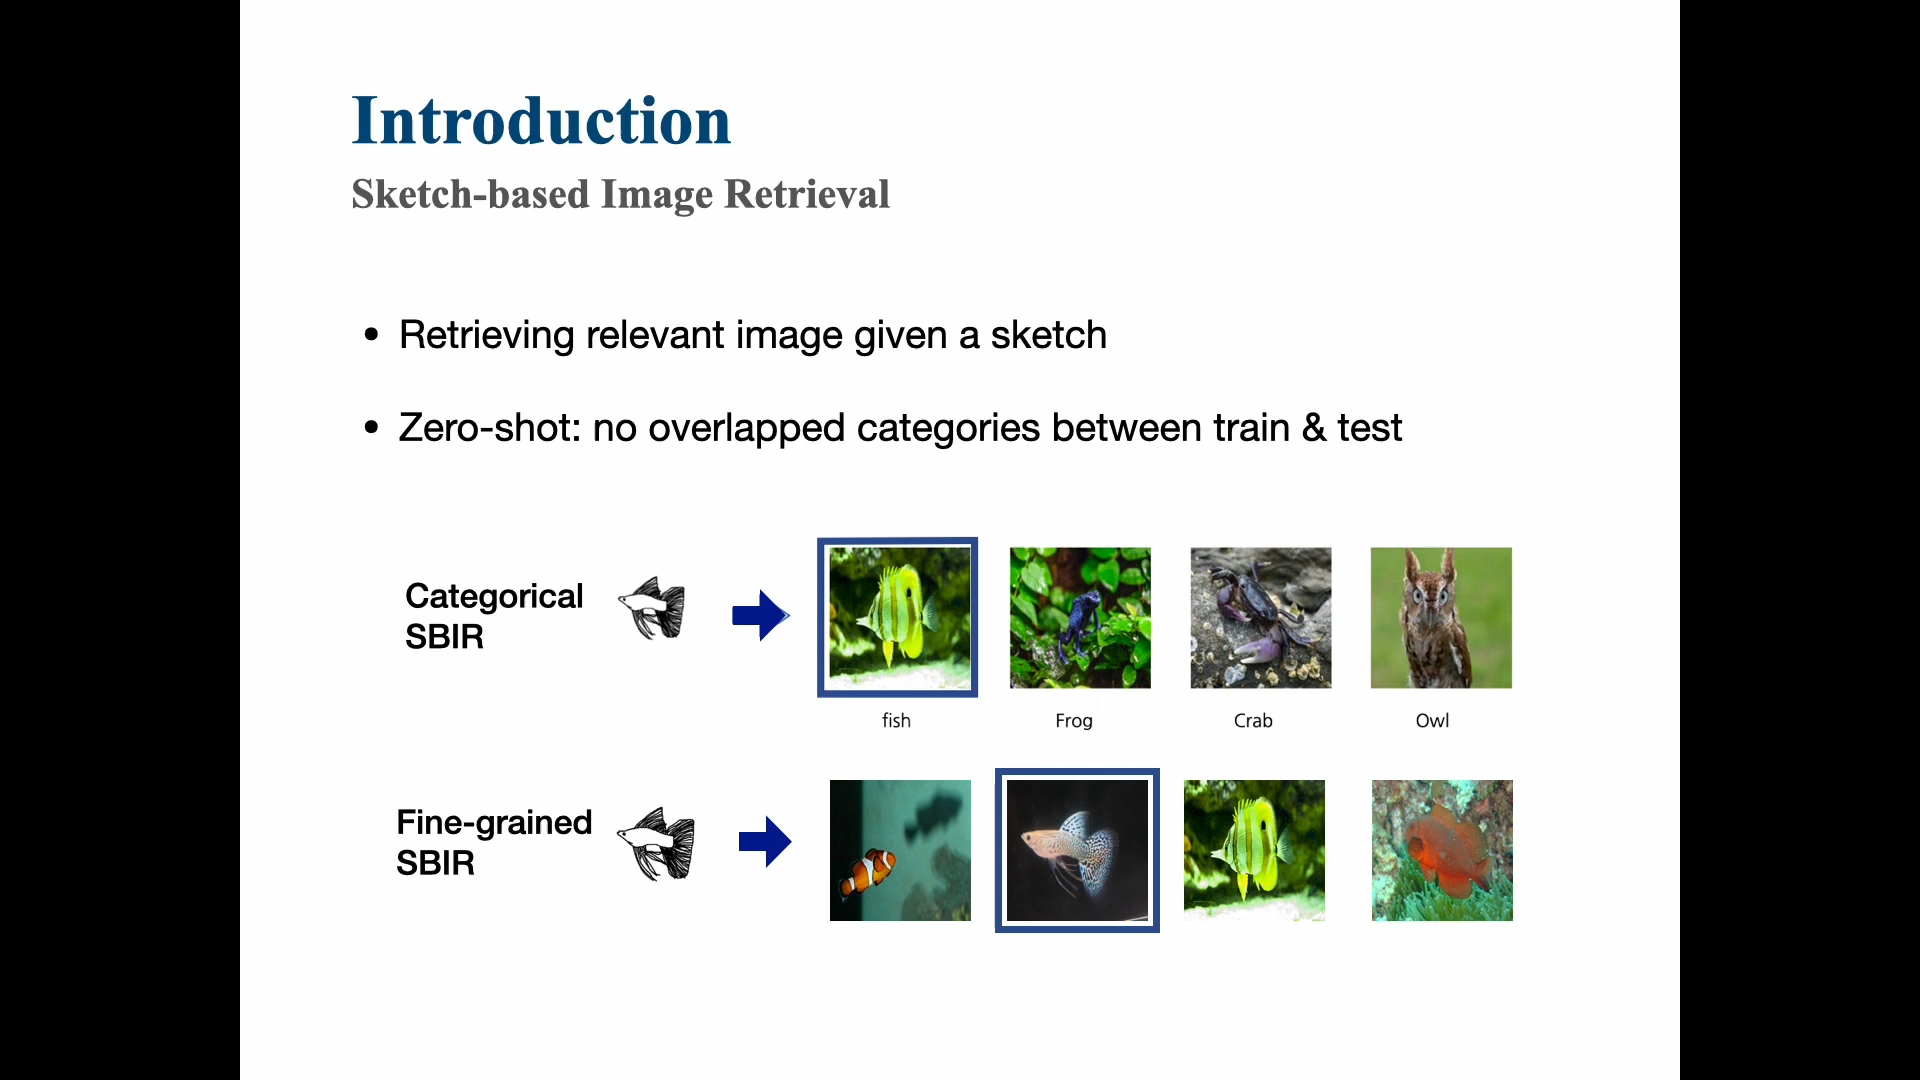 Introduction
Sketch-based Image Retrieval
• Retrieving relevant image given a sketch
• Zero-shot: no overlapped categories between train & test
Categorical
SBIR
fish
Frog
Crab
Owl
Fine-grained
SBIR